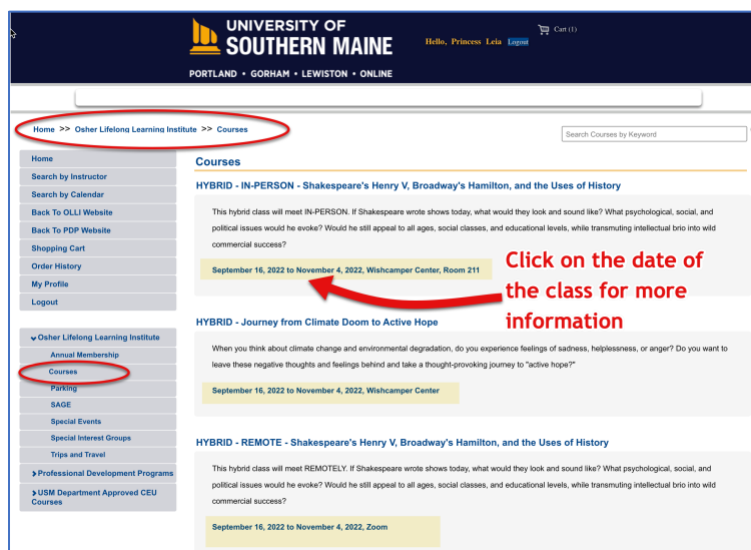 UNIVERSITY OF
SOUTHERN MAINE
PORTLAND • GORHAM • LEWISTON • ONLINE
Hello, Princess Leia Logout
Cart (1)
Home >> Osher Lifelong Learning Institute >> Courses
Search Courses by Keyword
Home
Search by Instructor
Search by Calendar
Back To OLLI Website
Back To PDP Website
Shopping Cart
Order History
My Profile
Logout
Osher Lifelong Learning Institute
Annual Membership
Courses
Parking
SAGE
Special Events
Special Interest Groups
Trips and Travel
Professional Development Programs
USM Department Approved CEU
Courses
Courses
HYBRID - IN-PERSON - Shakespeare's Henry V, Broadway's Hamilton, and the Uses of History
This hybrid class will meet IN-PERSON. If Shakespeare wrote shows today, what would they look and sound like? What psychological, social, and
political issues would he evoke? Would he still appeal to all ages, social classes, and educational levels, while transmuting intellectual brio into wild
commercial success?
September 16, 2022 to November 4, 2022, Wishcamper Center, Room 211
Click on the date of
the class for more
information
HYBRID - Journey from Climate Doom to Active Hope
When you think about climate change and environmental degradation, do you experience feelings of sadness, helplessness, or anger? Do you want to
leave these negative thoughts and feelings behind and take a thought-provoking journey to "active hope?"
September 16, 2022 to November 4, 2022, Wishcamper Center
HYBRID - REMOTE - Shakespeare's Henry V, Broadway's Hamilton, and the Uses of History
This hybrid class will meet REMOTELY. If Shakespeare wrote shows today, what would they look and sound like? What psychological, social, and
political issues would he evoke? Would he still appeal to all ages, social classes, and educational levels, while transmuting intellectual brio into wild
commercial success?
September 16, 2022 to November 4, 2022, Zoom